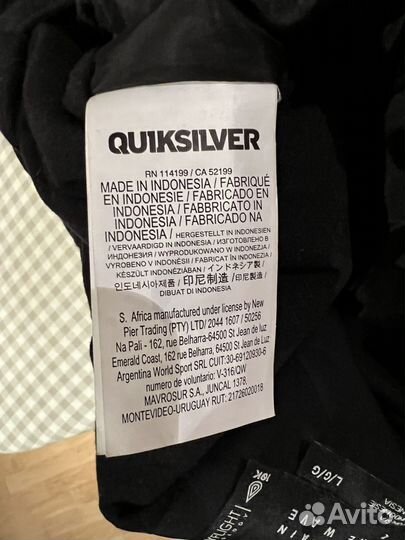 QUIKSILVER
RN 114199 / CA 52199
MADE IN INDONESIA / FABRIQUÉ
EN INDONESIE / FABRICADO EN
INDONESIA / FABBRICATO IN
INDONESIA / FABRICADO NA
INDONESIA / HERGESTELLT IN INDONESIEN
/ VERVAARDIGD IN INDONESIA / ИЗГОТОВЛЕНО В
ИНДОНЕЗИЯ / WYPRODUKOWANO W INDONEZJI /
VYROBENO V INDONÉSII / FABRICAT ÎN INDONEZIA /
KÉSZÜLT INDONÉZIÁBAN / インドネシア製 /
인도네시아제품 / 印尼制造 / 印尼製造 /
DIBUAT DI INDONESIA
S. Africa manufactured under license by New
Pier Trading (PTY) LTD/ 2044 1607 / 50256
Na Pali - 162, rue Belharra-64500 St Jean de luz
Emerald Coast, 162 rue Belharra, 64500 St Jean de Luz
Argentina World Sport SRL CUIT:30-69120930-6
numero de voluntario: V-316/QW
MAVROSUR S.A., JUNCAL 1378,
MONTEVIDEO-URUGUAY RUT: 21726020018
L/G/G
10K
Avito